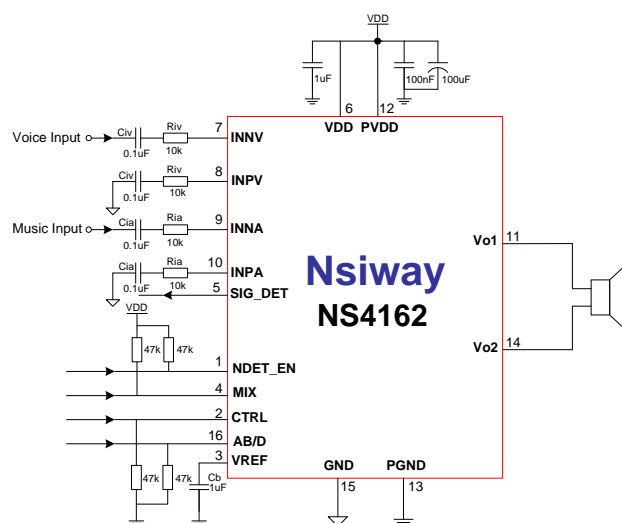 VDD
1uF
100nF
100uF
6
12
VDD
PVDD
Voice Input
Civ
0.1uF
Riv
10k
7
INNV
Civ
0.1uF
Riv
10k
8
INPV
Music Input
Cia
0.1uF
Ria
10k
9
INNA
Cia
0.1uF
Ria
10k
10
INPA
5
SIG_DET
Nsiway
NS4162
Vo1
11
Vo2
14
VDD
47k
47k
1
NDET_EN
4
MIX
2
CTRL
16
AB/D
3
VREF
47k
47k
Cb
1uF
GND
15
PGND
13